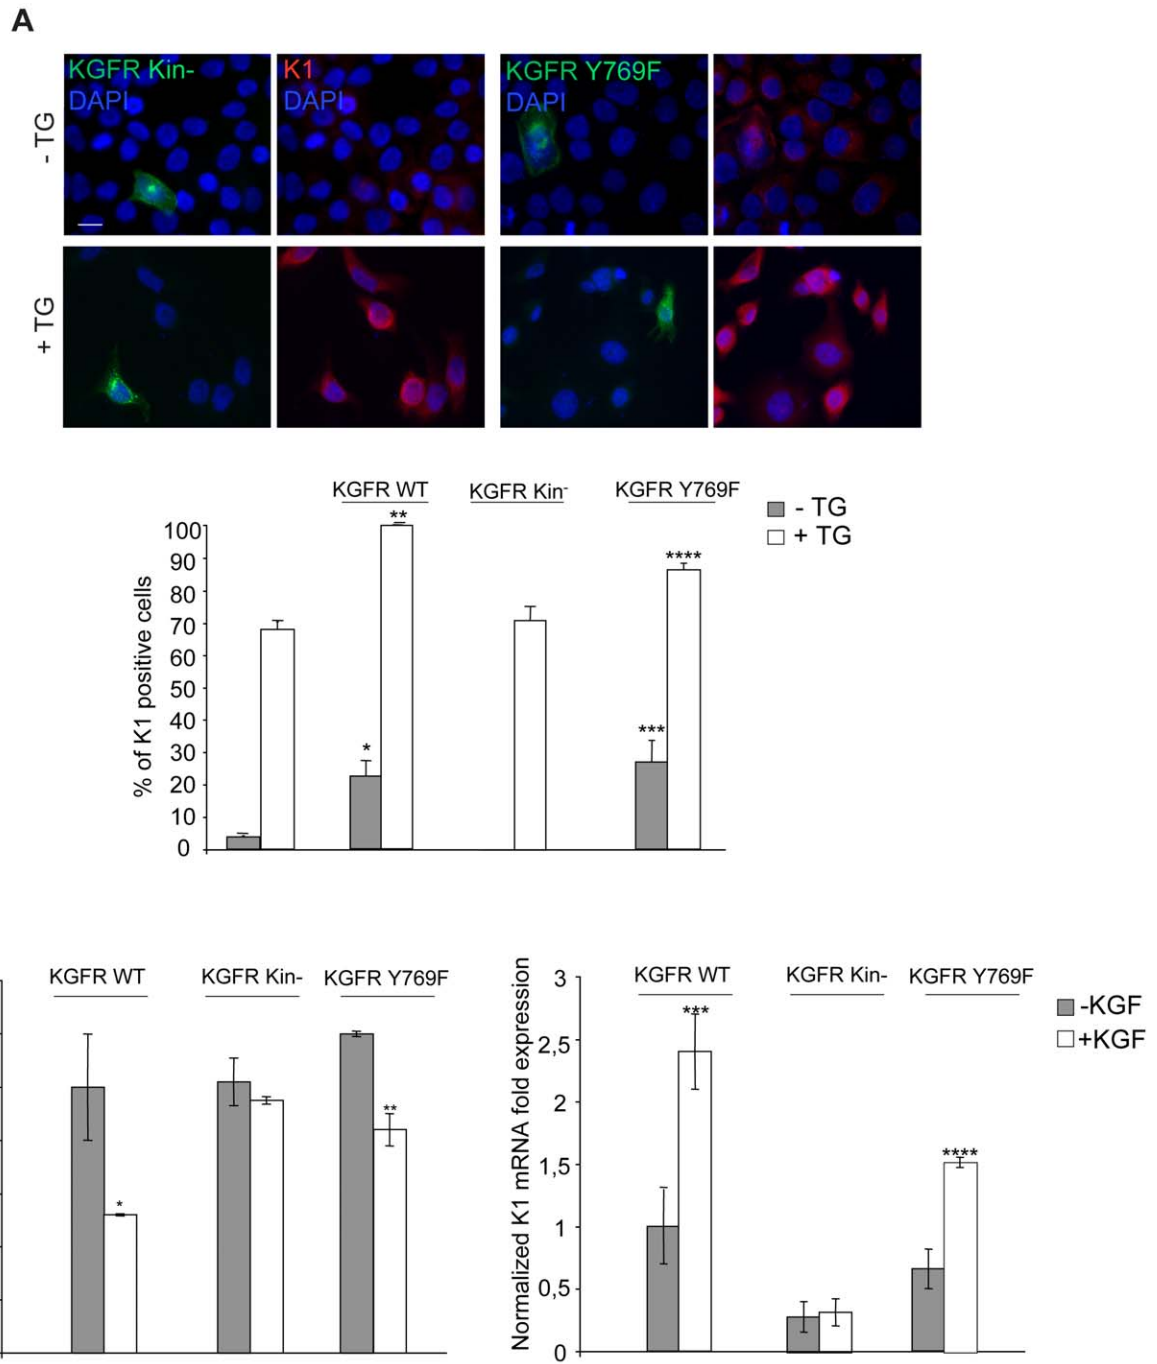 A
KGFR Kin-
DAPI
K1
DAPI
KGFR Y769F
DAPI
- TG
+ TG
KGFR WT
KGFR Kin-
KGFR Y769F
- TG
+ TG
% of K1 positive cells
100
90
80
70
60
50
40
30
20
10
0
*
**
***
****
KGFR WT
KGFR Kin-
KGFR Y769F
*
**
Normalized K1 mRNA fold expression
3
2,5
2
1,5
1
0,5
0
KGFR WT
KGFR Kin-
KGFR Y769F
***
****
-KGF
+KGF